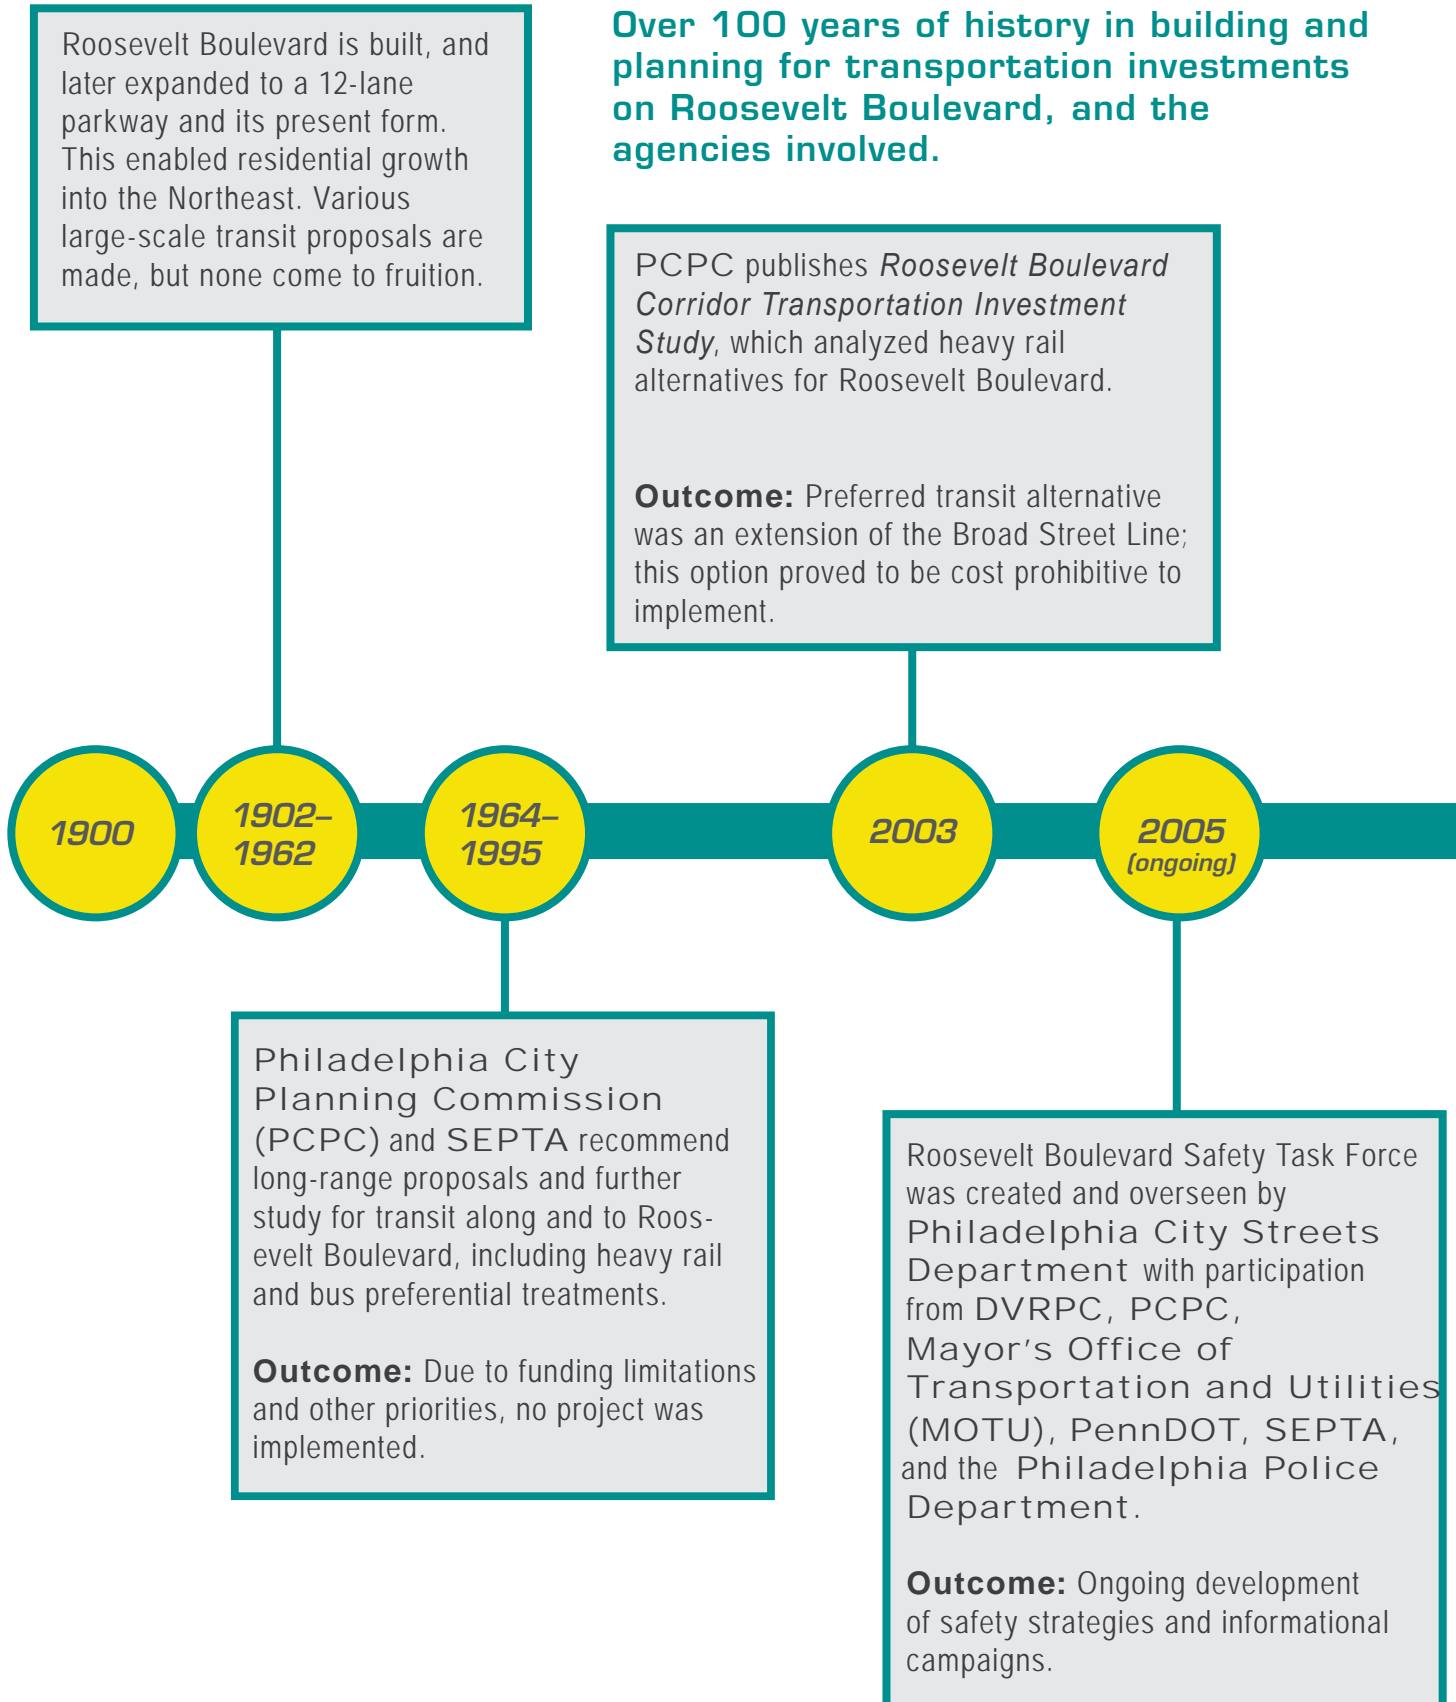 Over 100 years of history in building and
planning for transportation investments
on Roosevelt Boulevard, and the
agencies involved.
Roosevelt Boulevard is built, and
later expanded to a 12-lane
parkway and its present form.
This enabled residential growth
into the Northeast. Various
large-scale transit proposals are
made, but none come to fruition.
PCPC publishes Roosevelt Boulevard
Corridor Transportation Investment
Study, which analyzed heavy rail
alternatives for Roosevelt Boulevard.
Outcome: Preferred transit alternative
was an extension of the Broad Street Line;
this option proved to be cost prohibitive to
implement.
1900
1902–
1962
1964–
1995
2003
2005
(ongoing)
Philadelphia City
Planning Commission
(PCPC) and SEPTA recommend
long-range proposals and further
study for transit along and to Roos-
evelt Boulevard, including heavy rail
and bus preferential treatments.
Outcome: Due to funding limitations
and other priorities, no project was
implemented.
Roosevelt Boulevard Safety Task Force
was created and overseen by
Philadelphia City Streets
Department with participation
from DVRPC, PCPC,
Mayor's Office of
Transportation and Utilities
(MOTU), PennDOT, SEPTA,
and the Philadelphia Police
Department.
Outcome: Ongoing development
of safety strategies and informational
campaigns.